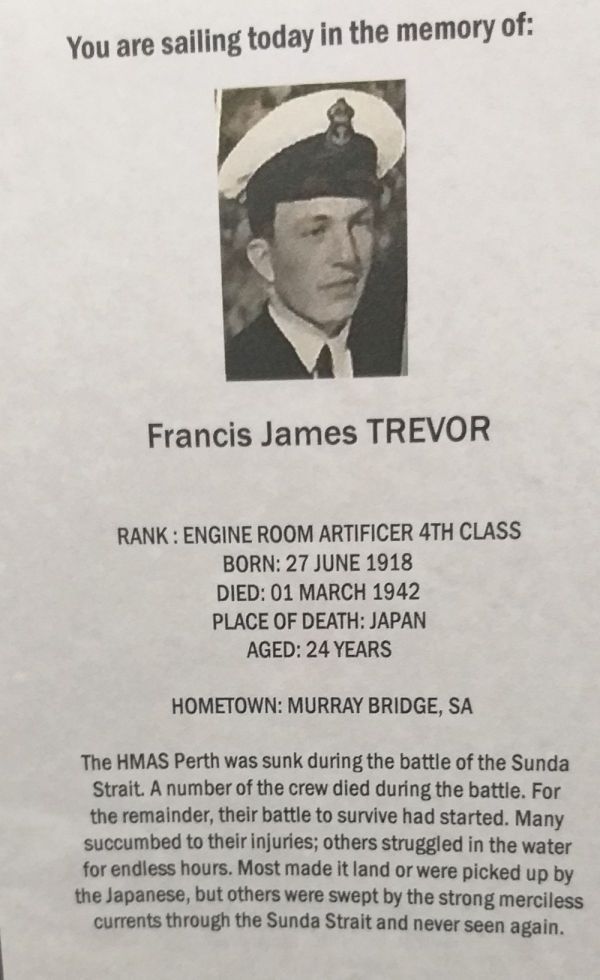 You are sailing today in the memory of:
Francis James TREVOR
RANK : ENGINE ROOM ARTIFICER 4TH CLASS
BORN: 27 JUNE 1918
DIED: 01 MARCH 1942
PLACE OF DEATH: JAPAN
AGED: 24 YEARS
HOMETOWN: MURRAY BRIDGE, SA
The HMAS Perth was sunk during the battle of the Sunda
Strait. A number of the crew died during the battle. For
the remainder, their battle to survive had started. Many
succumbed to their injuries; others struggled in the water
for endless hours. Most made it land or were picked up by
the Japanese, but others were swept by the strong merciless
currents through the Sunda Strait and never seen again.